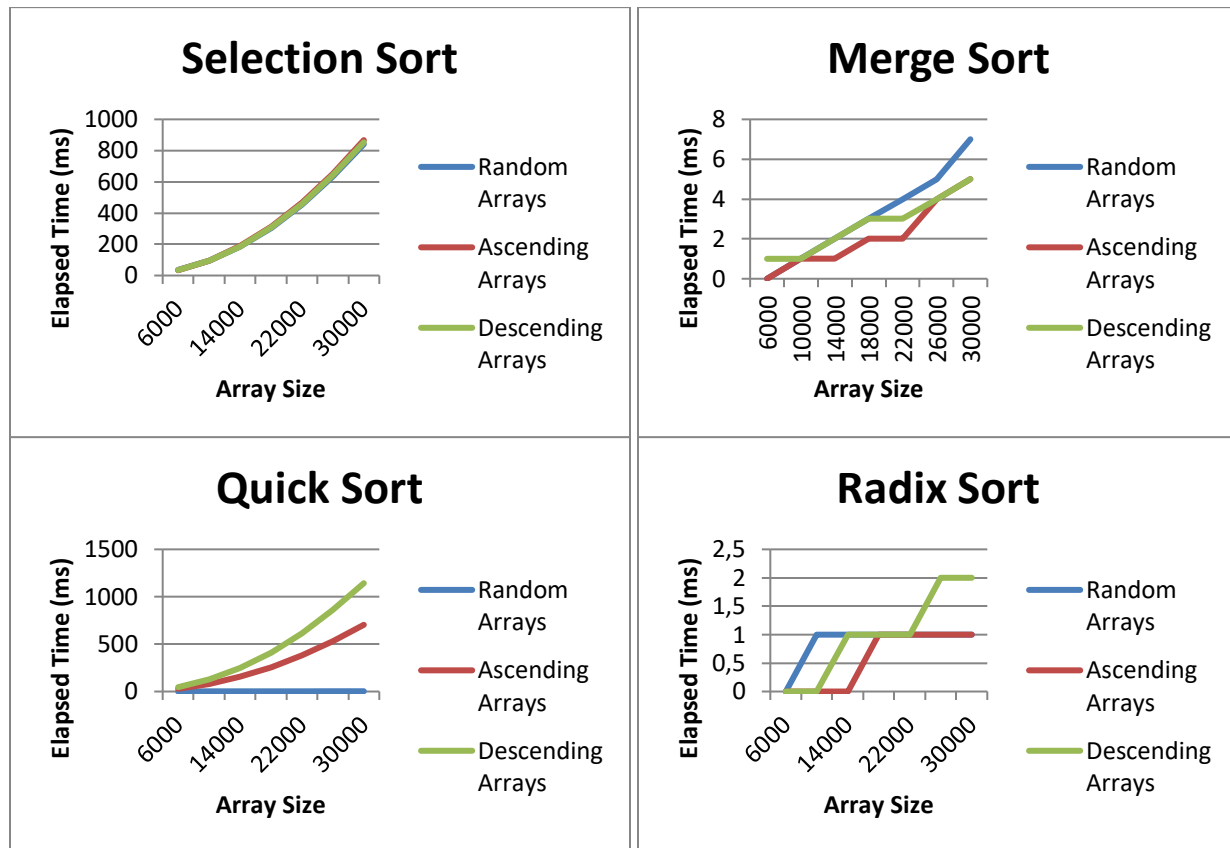 Selection Sort
Elapsed Time (ms)
1000
800
600
400
200
0
6000
14000
22000
30000
Array Size
Random
Arrays
Ascending
Arrays
Descending
Arrays
Merge Sort
Elapsed Time (ms)
8
6
4
2
0
6000
10000
14000
18000
22000
26000
30000
Array Size
Random
Arrays
Ascending
Arrays
Descending
Arrays
Quick Sort
Elapsed Time (ms)
1500
1000
500
0
6000
14000
22000
30000
Array Size
Random
Arrays
Ascending
Arrays
Descending
Arrays
Radix Sort
Elapsed Time (ms)
2,5
2
1,5
1
0,5
0
6000
14000
22000
30000
Array Size
Random
Arrays
Ascending
Arrays
Descending
Arrays